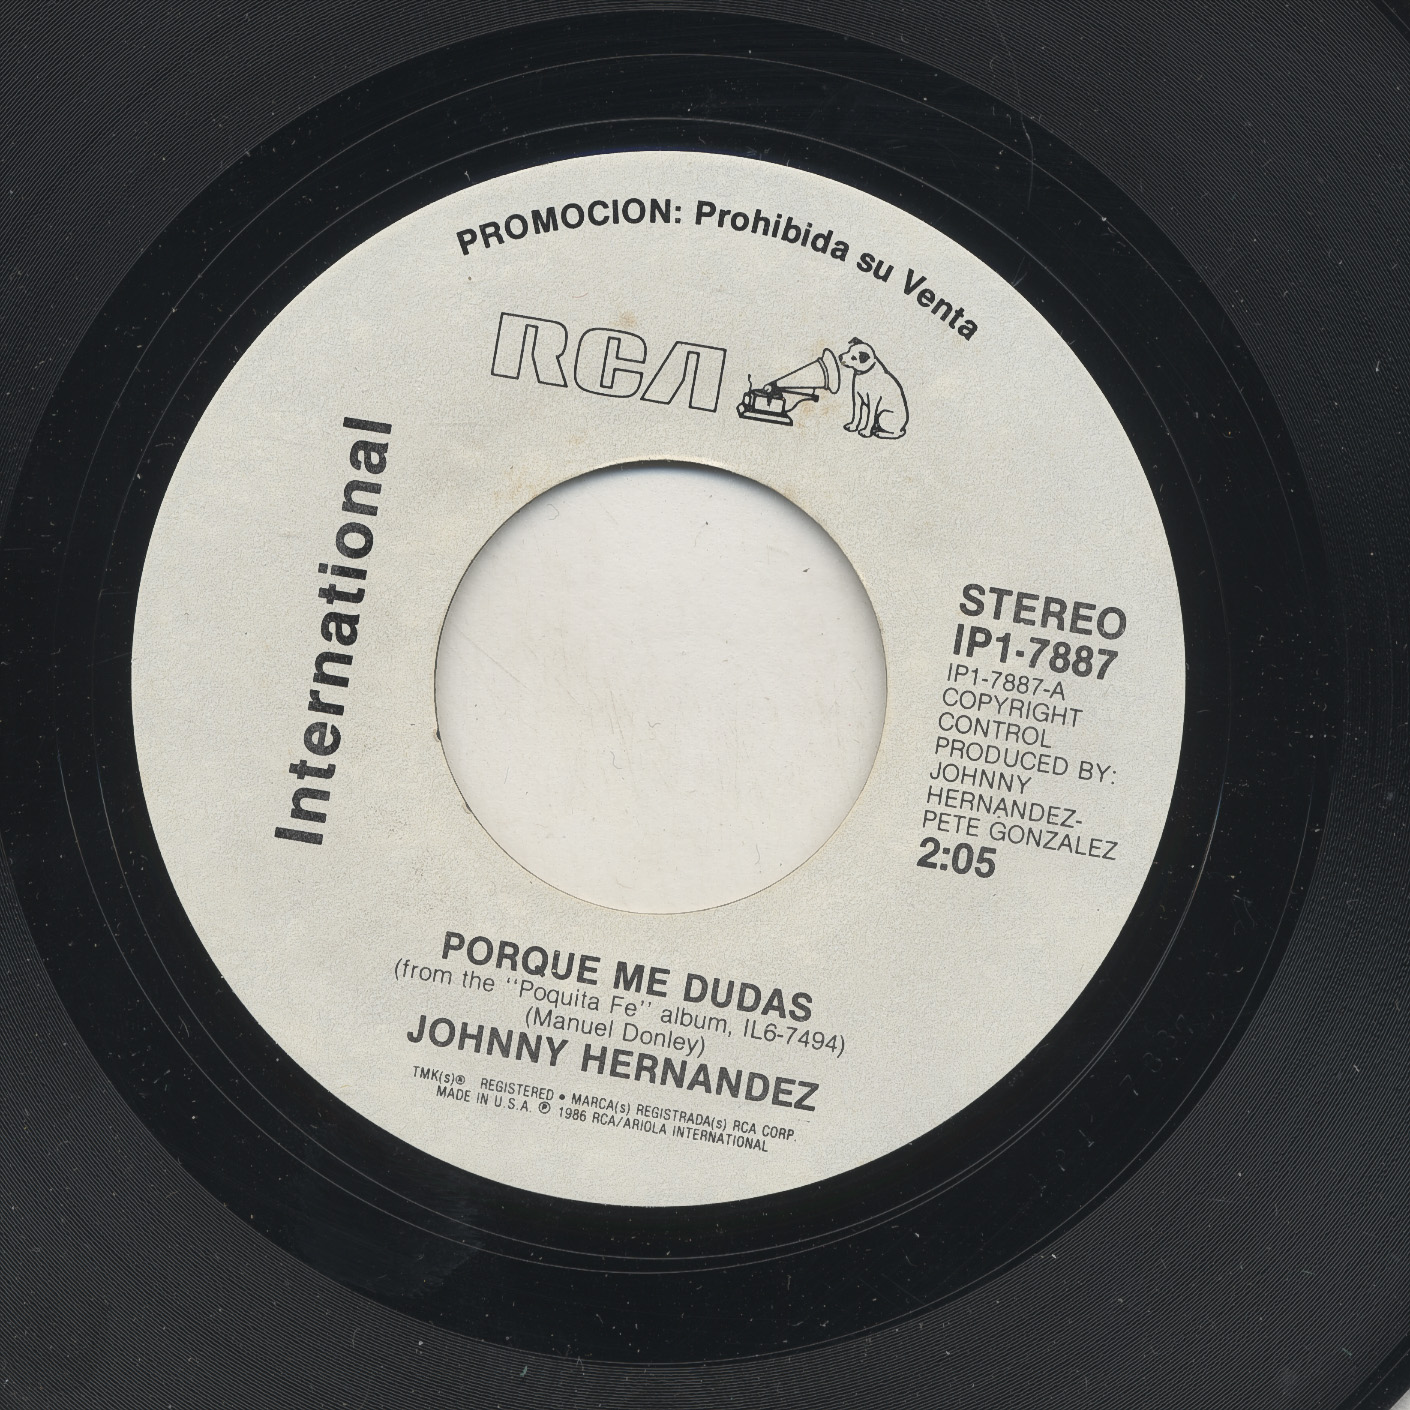 PROMOCION: Prohibida su Venta
RCA
International
STEREO
IP1-7887
IP1-7887-A
COPYRIGHT
CONTROL
PRODUCED BY:
JOHNNY
HERNANDEZ-
PETE GONZALEZ
2:05
PORQUE ME DUDAS
(from the "Poquita Fe" album, IL6-7494)
(Manuel Donley)
JOHNNY HERNANDEZ
TMK(s)® REGISTERED • MARCA(s) REGISTRADA(s) RCA CORP.
MADE IN U.S.A. ℗ 1986 RCA/ARIOLA INTERNATIONAL